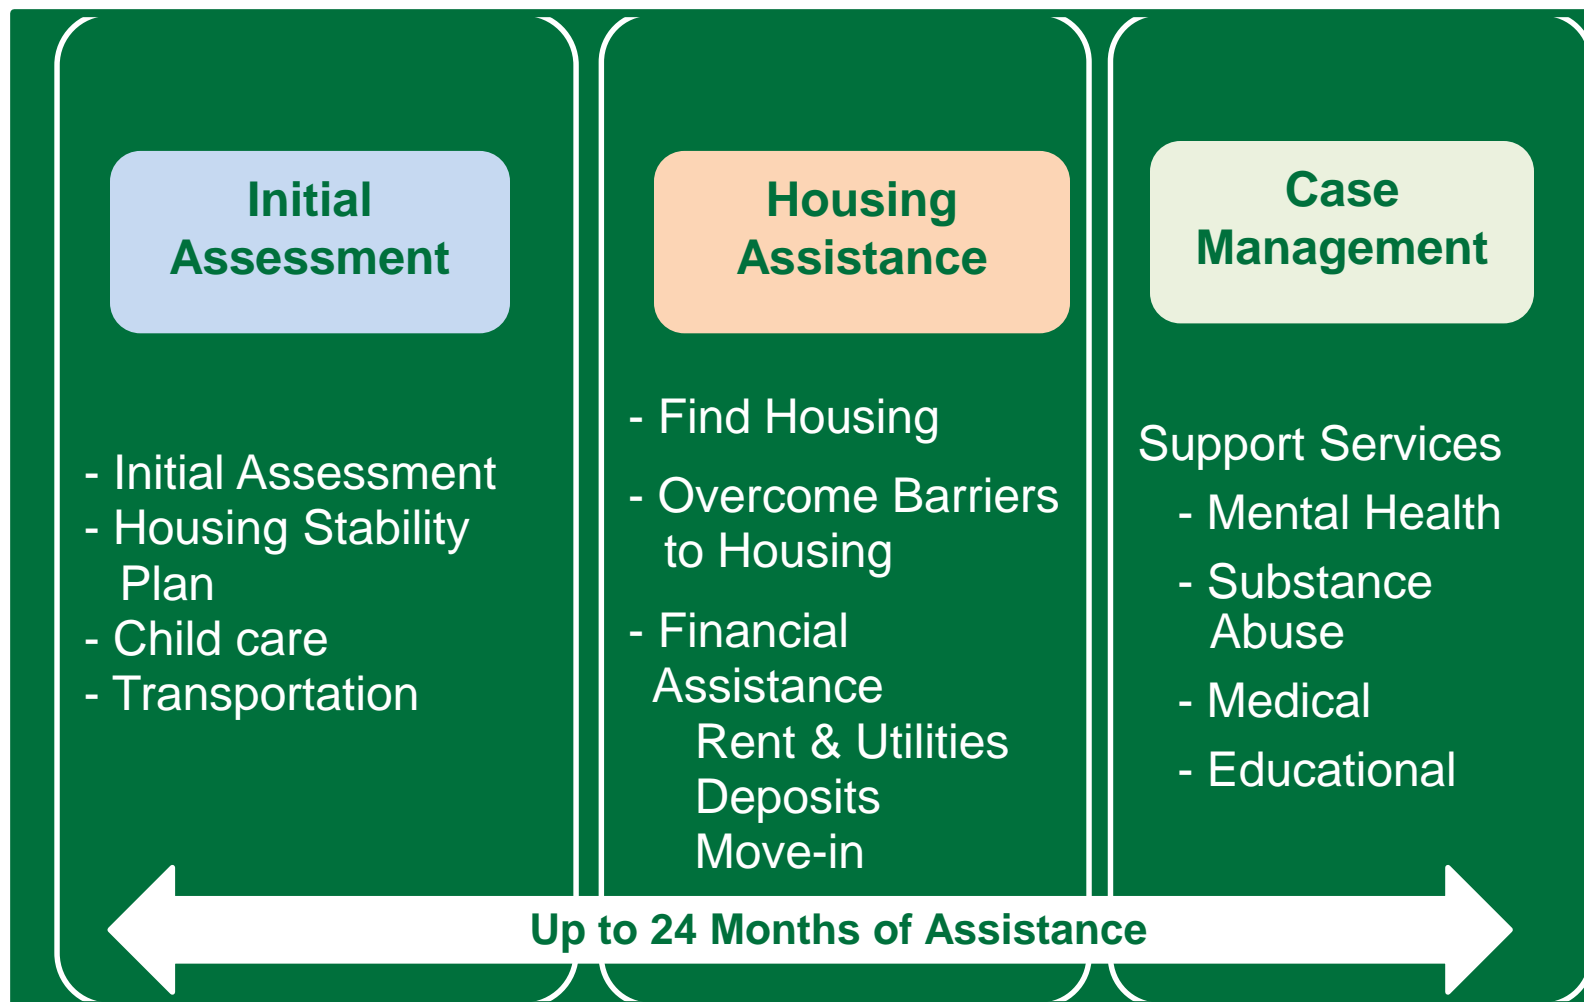 Initial
Assessment
- Initial Assessment
- Housing Stability
Plan
- Child care
- Transportation
Housing
Assistance
- Find Housing
- Overcome Barriers
to Housing
- Financial
Assistance
Rent & Utilities
Deposits
Move-in
Case
Management
Support Services
- Mental Health
- Substance
Abuse
- Medical
- Educational
Up to 24 Months of Assistance